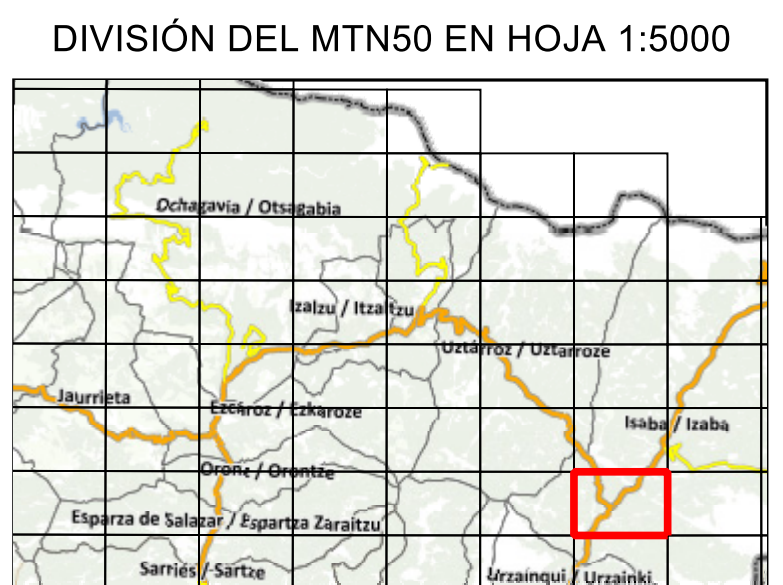 DIVISIÓN DEL MTN50 EN HOJA 1:5000
Ochagavía / Otsagabia
Izalzu / Itzaltzu
Uztárroz / Uztarroze
Jaurrieta
Ezcároz / Ezkaroze
Isaba / Izaba
Oronz / Orontze
Esparza de Salazar / Espartza Zaraitzu
Sarriés / Sartze
Urzainqui / Urzainki